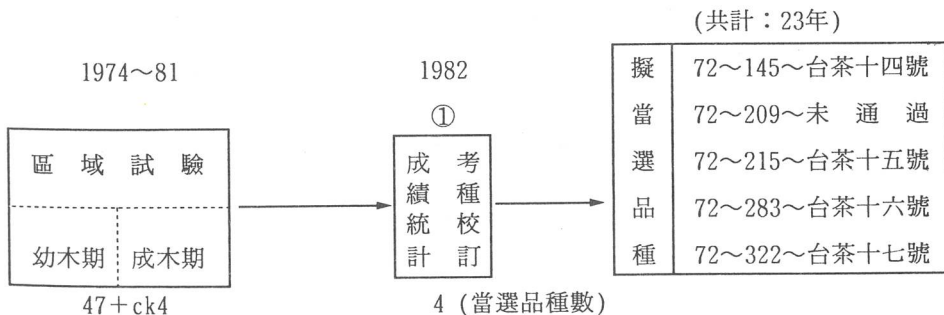 (共計：23年)
1974～81
1982
①
區域試驗
幼木期
成木期
47＋ck4
考種校訂
成績統計
4 (當選品種數)
擬當選品種
72～145～台茶十四號
72～209～未通過
72～215～台茶十五號
72～283～台茶十六號
72～322～台茶十七號